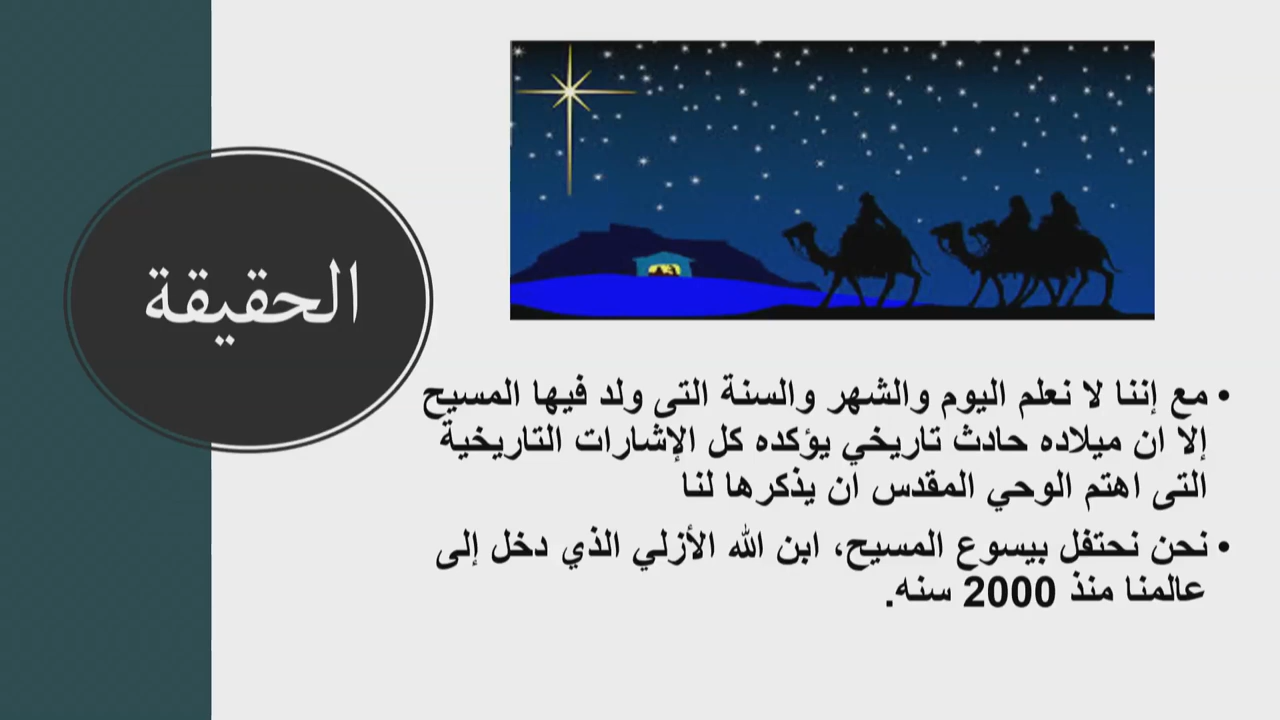 الحقيقة
• مع إننا لا نعلم اليوم والشهر والسنة التى ولد فيها المسيح
إلا ان ميلاده حادث تاريخي يؤكده كل الإشارات التاريخية
التى اهتم الوحي المقدس ان يذكرها لنا
• نحن نحتفل بيسوع المسيح، ابن الله الأزلي الذي دخل إلى
عالمنا منذ 2000 سنه.